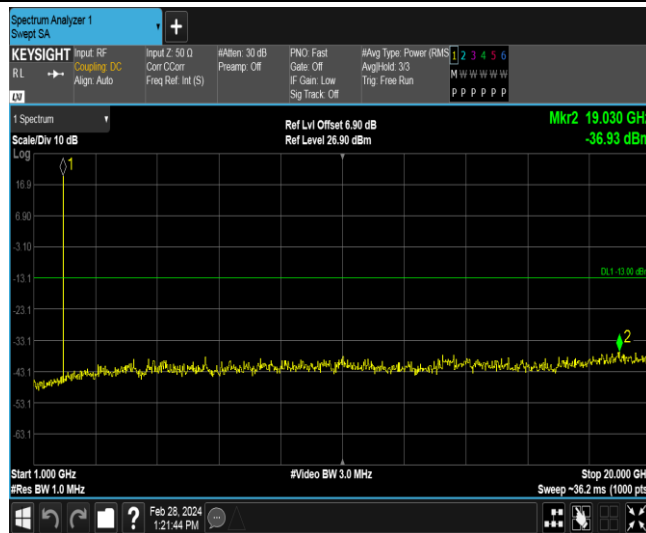 Spectrum Analyzer 1
Swept SA
KEYSIGHT
RL
Input: RF
Coupling: DC
Align: Auto
Input Z: 50 Ω
Corr CCorr
Freq Ref: Int (S)
#Atten: 30 dB
Preamp: Off
PNO: Fast
Gate: Off
IF Gain: Low
Sig Track: Off
#Avg Type: Power (RMS
Avg|Hold: 3/3
Trig: Free Run
1 2 3 4 5 6
M W W W W W
P P P P P P
1 Spectrum
Scale/Div 10 dB
Ref Lvl Offset 6.90 dB
Ref Level 26.90 dBm
Mkr2 19.030 GHz
-36.93 dBm
Log
1
16.9
6.90
-3.10
-13.1
DL1 -13.00 dBm
-23.1
-33.1
2
-43.1
-53.1
-63.1
Start 1.000 GHz
#Video BW 3.0 MHz
Stop 20.000 GHz
#Res BW 1.0 MHz
Sweep ~36.2 ms (1000 pts
?
Feb 28, 2024
1:21:44 PM